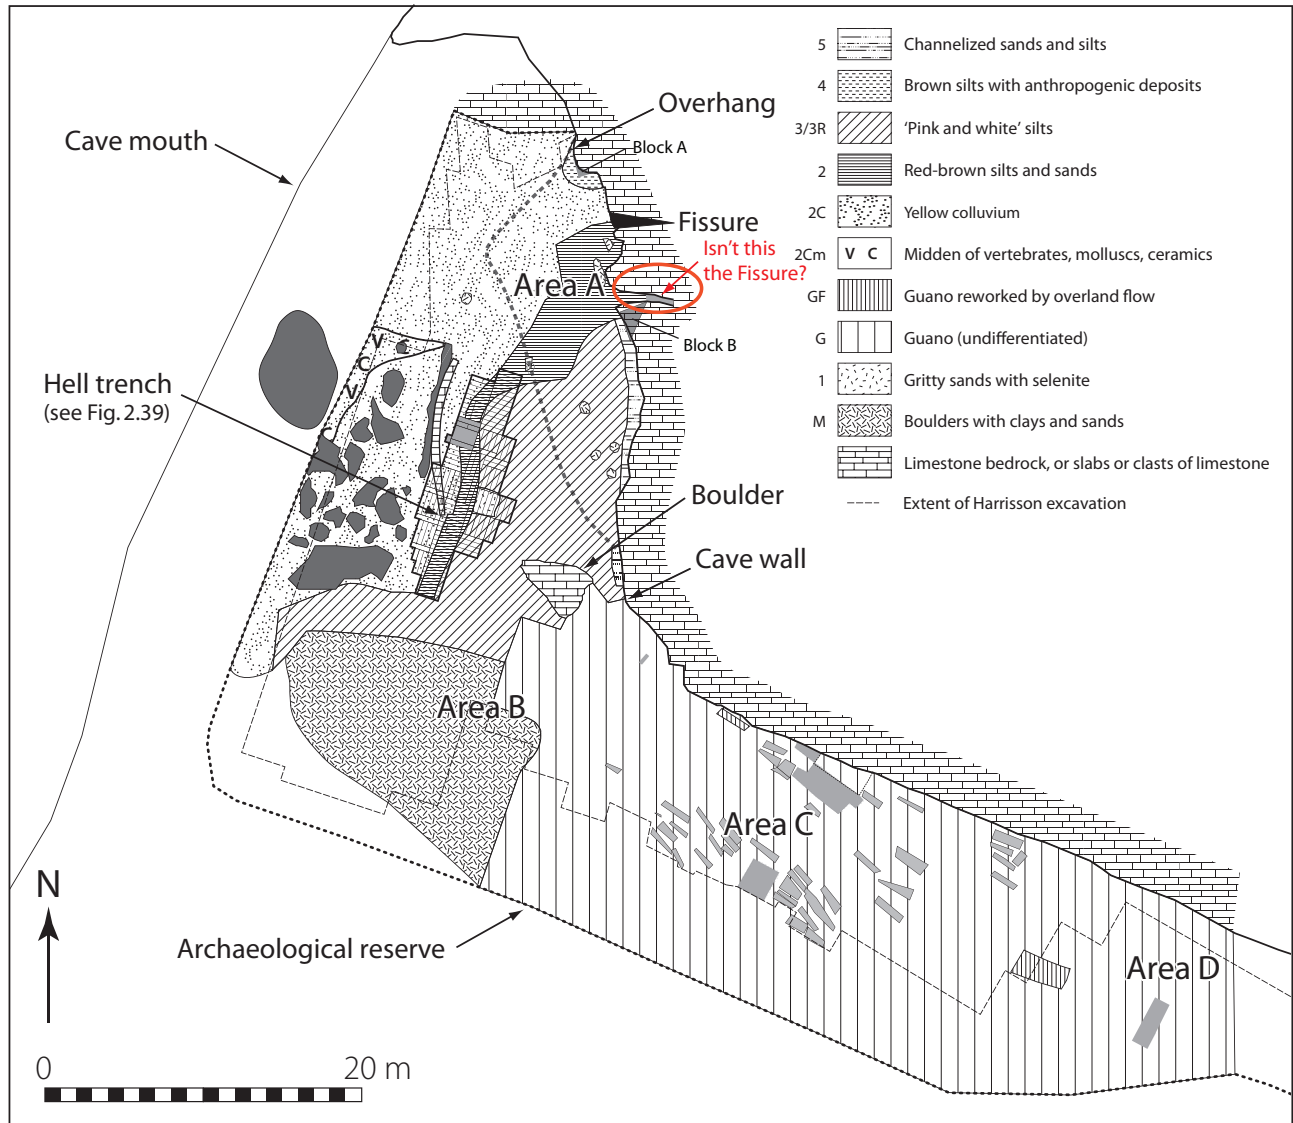 Cave mouth
Overhang
Block A
Fissure
Isn't this
the Fissure?
Area A
Block B
Hell trench
(see Fig. 2.39)
V
C
V
C
Boulder
Cave wall
Area B
Area C
Area D
Archaeological reserve
N
0 20 m
5 Channelized sands and silts
4 Brown silts with anthropogenic deposits
3/3R 'Pink and white' silts
2 Red-brown silts and sands
2C Yellow colluvium
2Cm V C Midden of vertebrates, molluscs, ceramics
GF Guano reworked by overland flow
G Guano (undifferentiated)
1 Gritty sands with selenite
M Boulders with clays and sands
Limestone bedrock, or slabs or clasts of limestone
Extent of Harrisson excavation